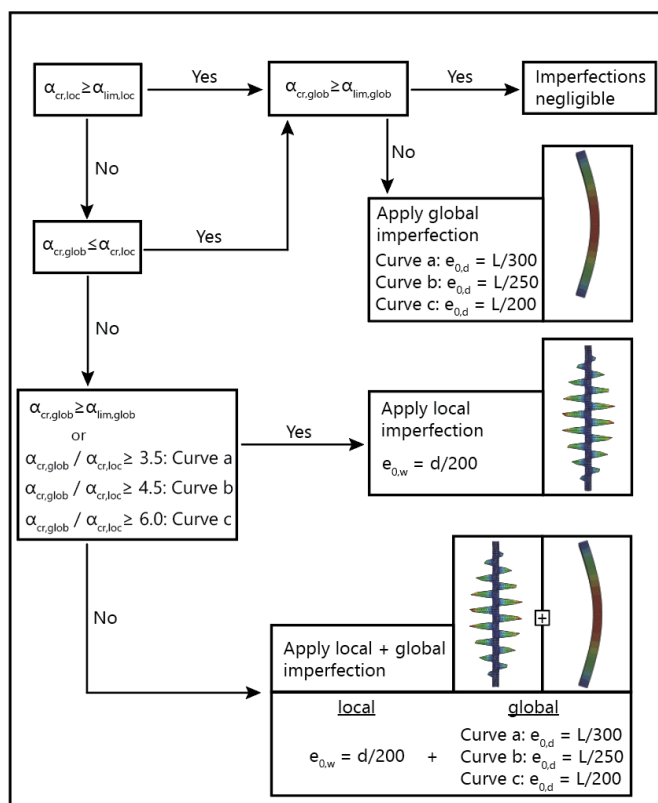 α_cr,loc ≥ α_lim,loc
Yes
α_cr,glob ≥ α_lim,glob
Yes
Imperfections
negligible
No
No
α_cr,glob ≤ α_cr,loc
Yes
Apply global
imperfection
Curve a: e_0,d = L/300
Curve b: e_0,d = L/250
Curve c: e_0,d = L/200
No
α_cr,glob ≥ α_lim,glob
or
α_cr,glob / α_cr,loc ≥ 3.5: Curve a
α_cr,glob / α_cr,loc ≥ 4.5: Curve b
α_cr,glob / α_cr,loc ≥ 6.0: Curve c
Yes
Apply local
imperfection
e_0,w = d/200
No
+
Apply local + global
imperfection
local
e_0,w = d/200
+
global
Curve a: e_0,d = L/300
Curve b: e_0,d = L/250
Curve c: e_0,d = L/200